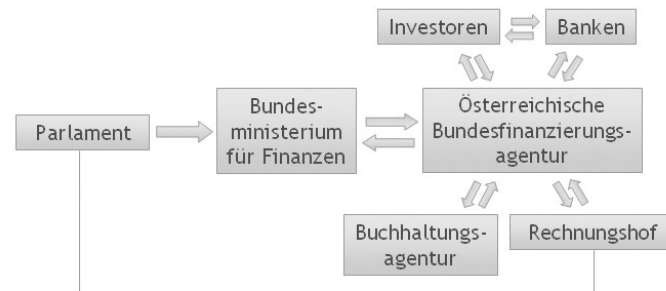 Investoren
Banken
Parlament
Bundes-
ministerium
für Finanzen
Österreichische
Bundesfinanzierungs-
agentur
Buchhaltungs-
agentur
Rechnungshof